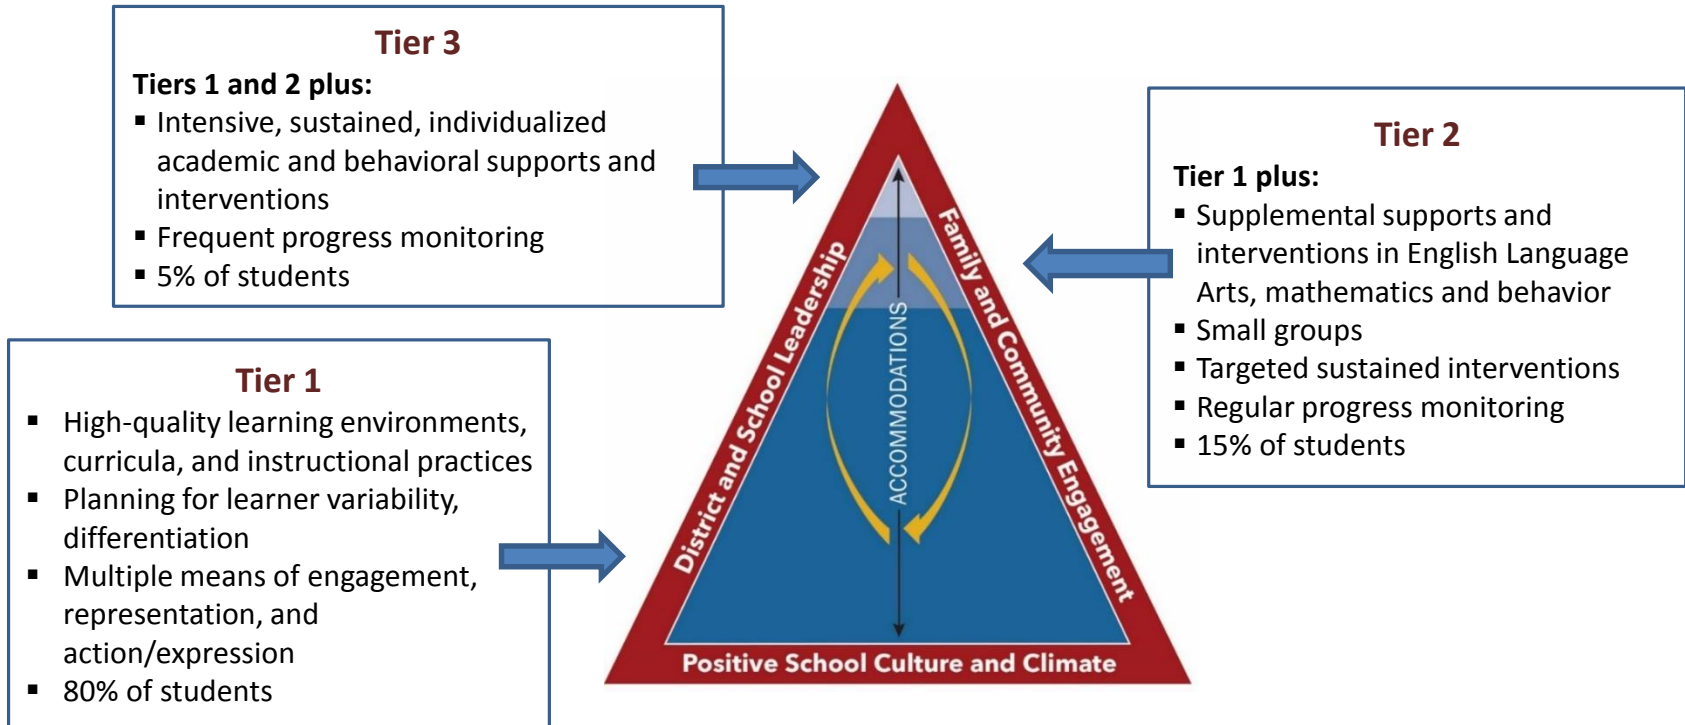 Tier 3
Tiers 1 and 2 plus:
▪ Intensive, sustained, individualized
academic and behavioral supports and
interventions
▪ Frequent progress monitoring
▪ 5% of students
Tier 2
Tier 1 plus:
▪ Supplemental supports and
interventions in English Language
Arts, mathematics and behavior
▪ Small groups
▪ Targeted sustained interventions
▪ Regular progress monitoring
▪ 15% of students
Tier 1
▪ High-quality learning environments,
curricula, and instructional practices
▪ Planning for learner variability,
differentiation
▪ Multiple means of engagement,
representation, and
action/expression
▪ 80% of students
District and School Leadership
ACCOMMODATIONS
Family and Community Engagement
Positive School Culture and Climate